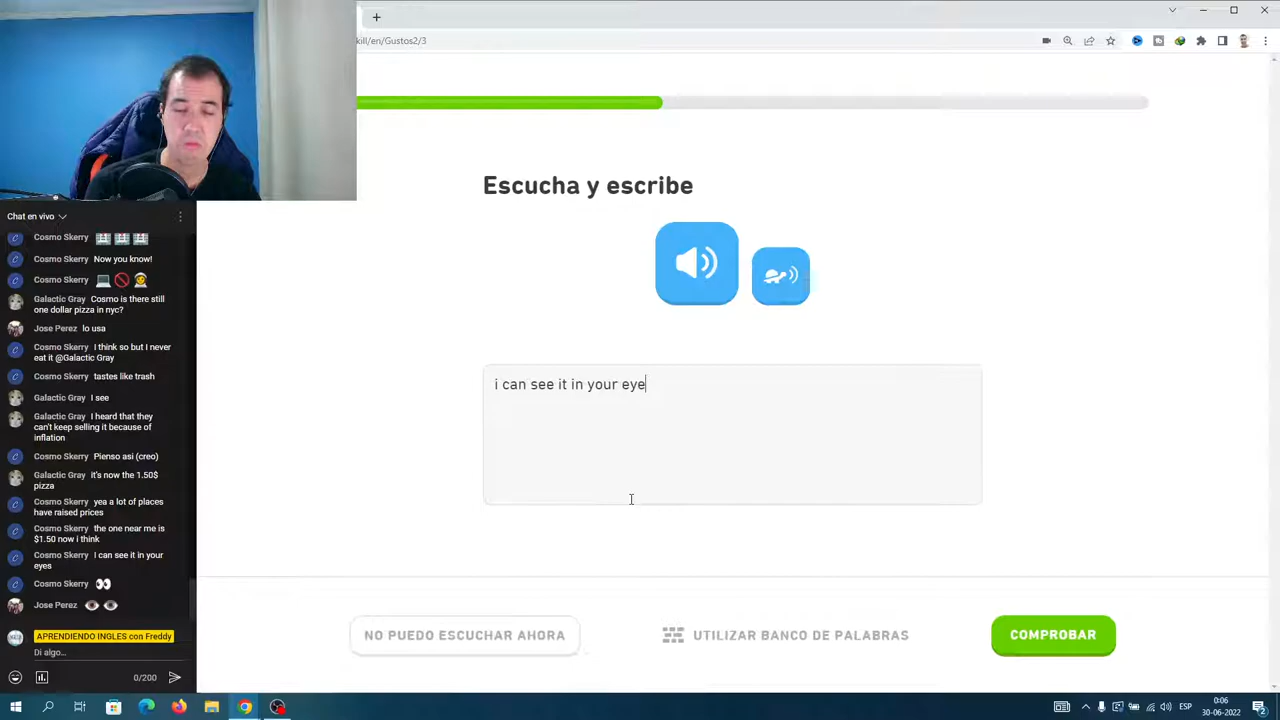 kill/en/Gustos2/3
Escucha y escribe
i can see it in your eye
Chat en vivo
Cosmo Skerry
Cosmo Skerry Now you know!
Cosmo Skerry
Galactic Gray Cosmo is there still
one dollar pizza in nyc?
Jose Perez lo usa
Cosmo Skerry I think so but I never
eat it @Galactic Gray
Cosmo Skerry tastes like trash
Galactic Gray I see
Galactic Gray I heard that they
can't keep selling it because of
inflation
Cosmo Skerry Pienso asi (creo)
Galactic Gray it's now the 1.50$
pizza
Cosmo Skerry yea a lot of places
have raised prices
Cosmo Skerry the one near me is
$1.50 now i think
Cosmo Skerry I can see it in your
eyes
Cosmo Skerry
Jose Perez
APRENDIENDO INGLES con Freddy
Di algo...
0/200
NO PUEDO ESCUCHAR AHORA
UTILIZAR BANCO DE PALABRAS
COMPROBAR
ESP
0:06
30-06-2022
2